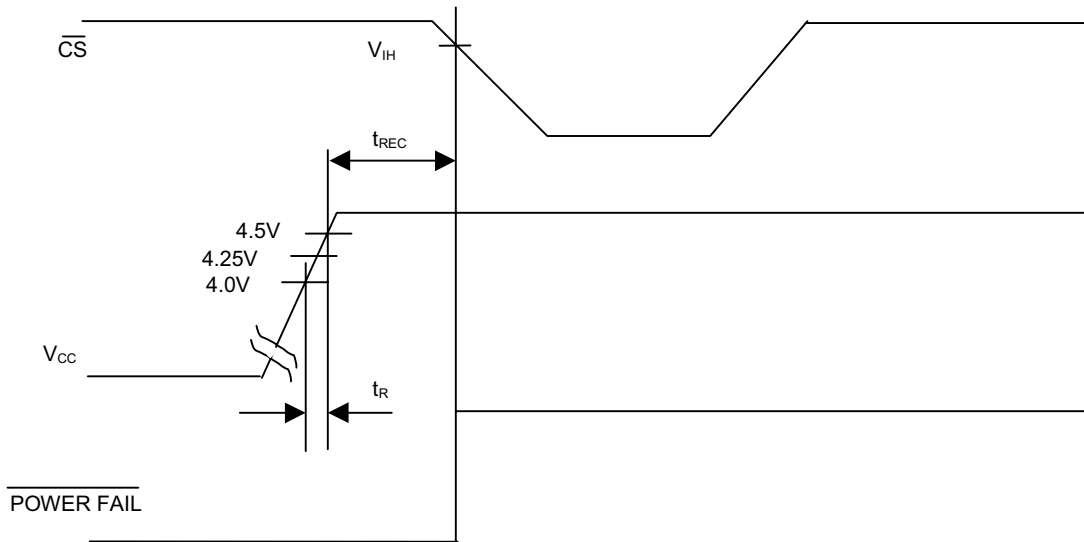 CS
V_IH
t_REC
4.5V
4.25V
4.0V
V_CC
t_R
POWER FAIL